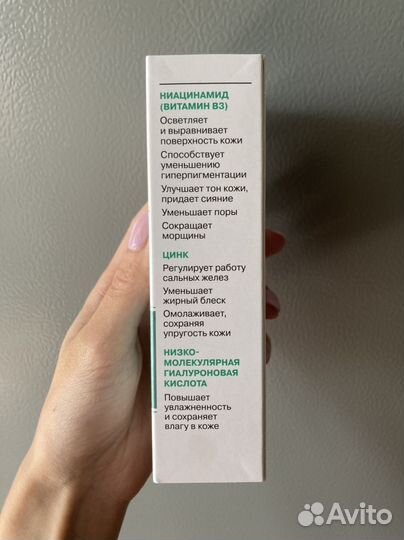 НИАЦИНАМИД
(ВИТАМИН B3)
Осветляет
и выравнивает
поверхность кожи
Способствует
уменьшению
гиперпигментации
Улучшает тон кожи,
придает сияние
Уменьшает поры
Сокращает
морщины
ЦИНК
Регулирует работу
сальных желез
Уменьшает
жирный блеск
Омолаживает,
сохраняя
упругость кожи
НИЗКО-
МОЛЕКУЛЯРНАЯ
ГИАЛУРОНОВАЯ
КИСЛОТА
Повышает
увлажненность
и сохраняет
влагу в коже
Avito